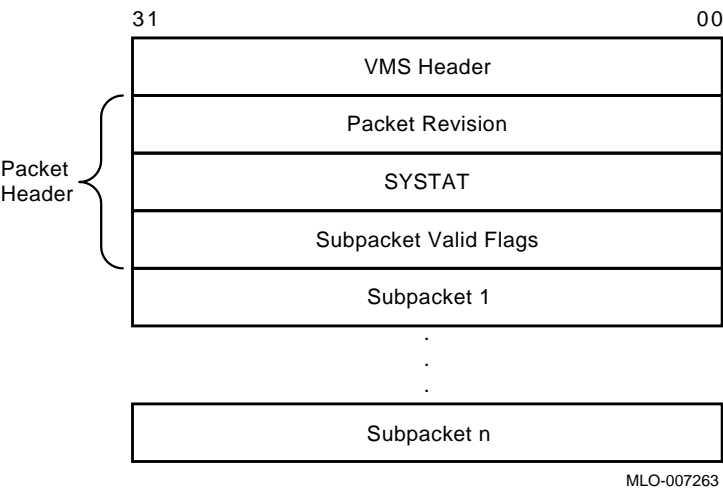 31 00
VMS Header
Packet Revision
Packet
Header
SYSTAT
Subpacket Valid Flags
Subpacket 1
.
.
.
Subpacket n
MLO-007263